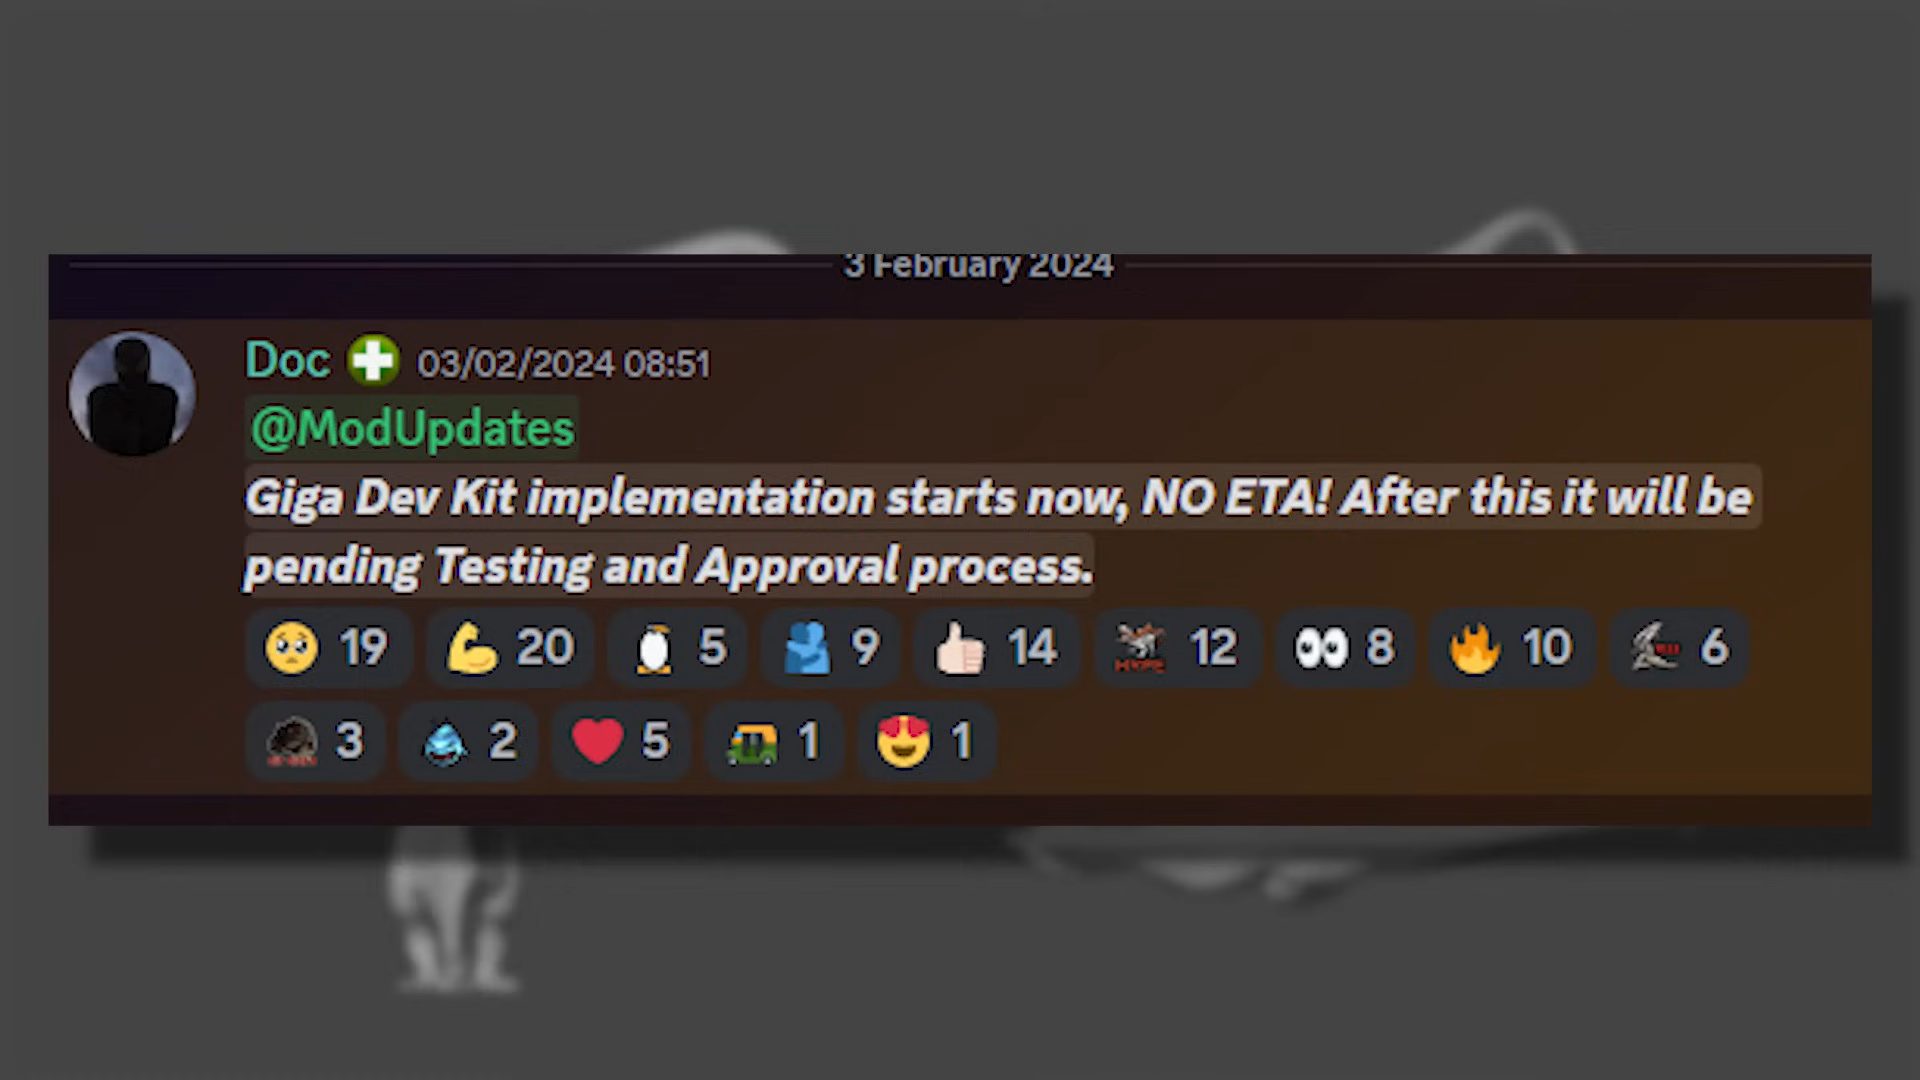 3 February 2024
Doc 03/02/2024 08:51
@ModUpdates
Giga Dev Kit implementation starts now, NO ETA! After this it will be
pending Testing and Approval process.
19 20 5 9 14 HYPE 12 8 10 6
3 2 5 1 1